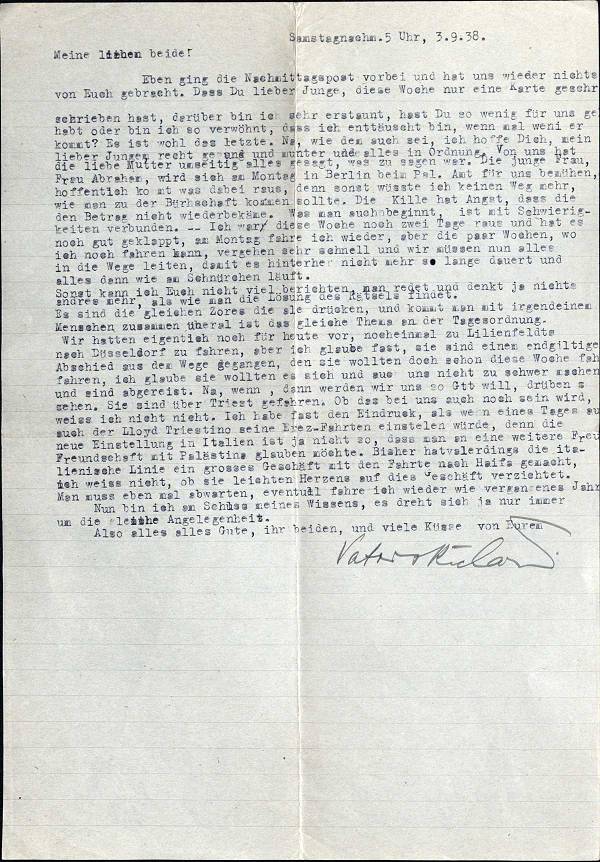 Samstagnachm.5 Uhr, 3.9.38.
Meine lieben beide!
Eben ging die Nachmittagspost vorbei und hat uns wieder nichts
von Euch gebracht. Dass Du lieber Junge, diese Woche nur eine Karte geschr
schrieben hast, darüber bin ich sehr erstaunt, hast Du so wenig für uns ge
habt oder bin ich so verwöhnt, dass ich enttäuscht bin, wenn mal weni er
kommt? Es ist wohl das letzte. Na, wie dem auch sei, ich hoffe Dich, mein
lieber Jungem recht gesund und munter und alles in Ordnung. Von uns hat
die liebe Mutter umseitig alles gesagt, was zu sagen war. Die junge Frau,
Frau Abraham, wird sich am Montag in Berlin beim Pal. Amt für uns bemühen,
hoffentlich ko mt was dabei raus, denn sonst wüsste ich keinen Weg mehr,
wie man zu der Bürhschaft kommen sollte. Die Kille hat Angst, dass die
den Betrag nicht wiederbekäme. Was man auch beginnt, ist mit Schwierig-
keiten verbunden. -- Ich war/ diese Woche noch zwei Tage raus und hat es
noch gut geklappt, am Montag fahre ich wieder, aber die paar Wochen, wo
ich noch fahren kann, vergehen sehr schnell und wir müssen nun alles
in die Wege leiten, damit es hinterher nicht mehr so lange dauert und
alles dann wie am Schnürchen läuft.
Sonst kann ich Euch nicht viel berichten, man redet und denkt ja nichts
andres mehr, als wie man die Lösung des Rätsels findet.
Es sind die gleichen Zores die alle drücken, und kommt man mit irgendeinem
Menschen zusammen üheral ist das gleiche Thema an der Tagesordnung.
Wir hatten eigentich noch für heute vor, nocheinmal zu Lilienfeldts
nach Düsseldorf zu fahren, aber ich glaube fast, sie sind einem endgiltigen
Abschied aus dem Wege gegangen, den sie wollten doch schon diese Woche fah
fahren, ich glaube sie wollten es sich und auc uns nicht zu schwer machen
und sind abgereist. Na, wenn , dann werden wir uns so Gtt will, drüben s
sehen. Sie sind über Triest gefahren. Ob das bei uns auch noch sein wird,
weiss ich nicht nicht. Ich habe fast den Eindruck, als wenn eines Tages au
auch der Lloyd Triestino seine Erez-Fahrten einstelen würde, denn die
neue Einstellung in Italien ist ja nicht so, dass man an eine weitere Freu
Freundschaft mit Palästina glauben möchte. Bisher hatvalerdings die ita-
lienische Linie ein grosses Geschäft mit den Fahrte nach Haifa gemacht,
ich weiss nicht, ob sie leichten Herzens auf dies Geschäft verzichtet.
Man muss eben mal abwarten, eventull fahre ich wieder wie vergangenes Jahr
Nun bin ich am Schluss meines Wissens, es dreht sich ja nur immer
um die gleiche Angelegenheit.
Also alles alles Gute, ihr beiden, und viele Küsse von Eurem
Vater